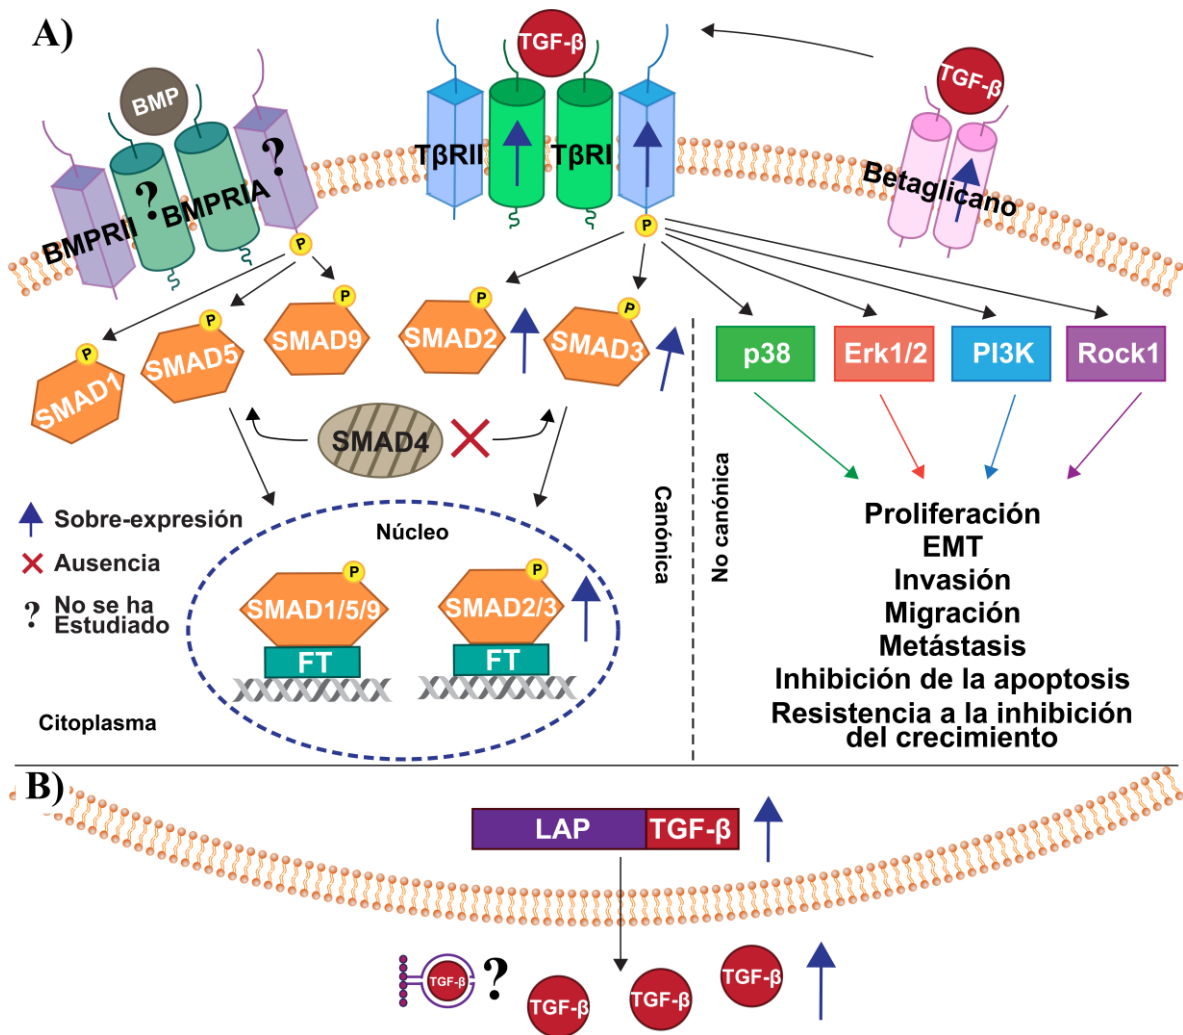 A)
BMP
TGF-β
TGF-β
BMPRII
?
BMPRIA
?
TβRII
TβRI
Betaglicano
P
P
P
SMAD1
P
SMAD5
P
SMAD9
P
SMAD2
P
SMAD3
p38
Erk1/2
PI3K
Rock1
SMAD4
Canónica
No canónica
Sobre-expresión
Ausencia
? No se ha
Estudiado
Núcleo
P
SMAD1/5/9
FT
P
SMAD2/3
FT
Citoplasma
Proliferación
EMT
Invasión
Migración
Metástasis
Inhibición de la apoptosis
Resistencia a la inhibición
del crecimiento
B)
LAP
TGF-β
TGF-β
?
TGF-β
TGF-β
TGF-β